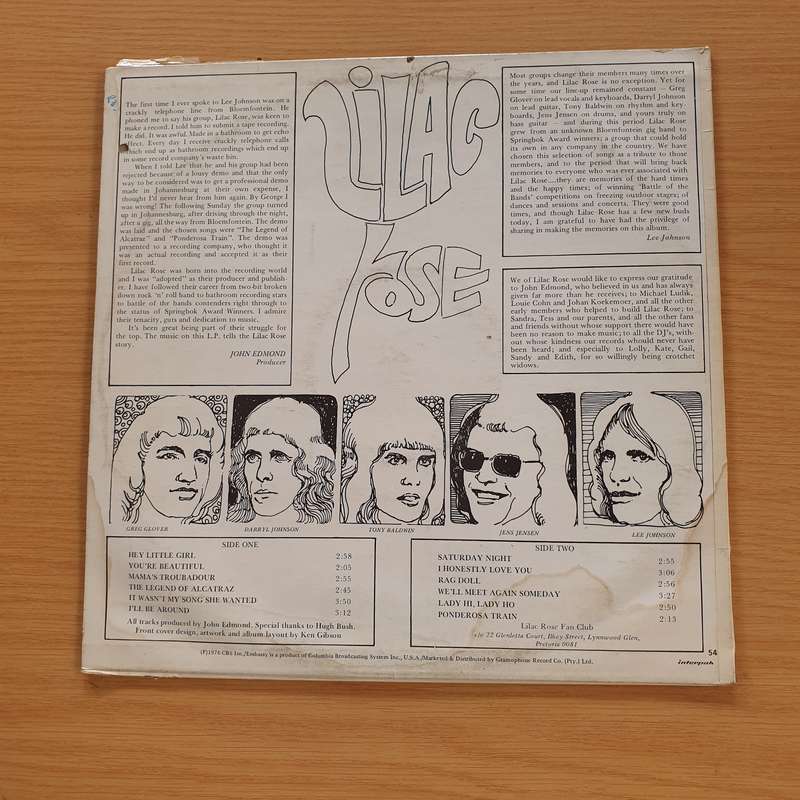 LILAC
ROSE
The first time I ever spoke to Lee Johnson was on a
crackly telephone line from Bloemfontein. He
phoned me to say his group, Lilac Rose, was keen to
make a record. I told him to submit a tape recording.
He did. It was awful. Made in a bathroom to get echo
effect. Every day I receive crackly telephone calls
which end up as bathroom recordings which end up
in some record company's waste bin.
When I told Lee that he and his group had been
rejected because of a lousy demo and that the only
way to be considered was to get a professional demo
made in Johannesburg at their own expense, I
thought I'd never hear from him again. By George I
was wrong! The following Sunday the group turned
up in Johannesburg, after driving through the night,
after a gig, all the way from Bloemfontein. The demo
was laid and the chosen songs were "The Legend of
Alcatraz" and "Ponderosa Train". The demo was
presented to a recording company, who thought it
was an actual recording and accepted it as their
first record.
Lilac Rose was born into the recording world
and I was "adopted" as their producer and publish-
er. I have followed their career from two-bit broken
down rock 'n' roll band to bathroom recording stars
to battle of the bands contenders right through to
the status of Springbok Award Winners. I admire
their tenacity, guts and dedication to music.
It's been great being part of their struggle for
the top. The music on this L.P. tells the Lilac Rose
story.
JOHN EDMOND
Producer
Most groups change their members many times over
the years, and Lilac Rose is no exception. Yet for
some time our line-up remained constant — Greg
Glover on lead vocals and keyboards, Darryl Johnson
on lead guitar, Tony Baldwin on rhythm and key-
boards, Jens Jensen on drums, and yours truly on
bass guitar — and during this period Lilac Rose
grew from an unknown Bloemfontein gig band to
Springbok Award winners; a group that could hold
its own in any company in the country. We have
chosen this selection of songs as a tribute to those
members, and to the period that will bring back
memories to everyone who was ever associated with
Lilac Rose....they are memories of the hard times
and the happy times; of winning 'Battle of the
Bands' competitions on freezing outdoor stages; of
dances and sessions and concerts. They were good
times, and though Lilac Rose has a few new buds
today, I am grateful to have had the privilege of
sharing in making the memories on this album.
Lee Johnson
We of Lilac Rose would like to express our gratitude
to John Edmond, who believed in us and has always
given far more than he receives; to Michael Ludik,
Louie Cohn and Johan Koekemoer, and all the other
early members who helped to build Lilac Rose; to
Sandra, Tess and our parents, and all the other fans
and friends without whose support there would have
been no reason to make music; to all the DJ's, with-
out whose kindness our records whould never have
been heard; and especially to Lolly, Kate, Gail,
Sandy and Edith, for so willingly being crotchet
widows.
GREG GLOVER
DARRYL JOHNSON
TONY BALDWIN
JENS JENSEN
LEE JOHNSON
SIDE ONE
HEY LITTLE GIRL 2:58
YOU'RE BEAUTIFUL 2:05
MAMA'S TROUBADOUR 2:55
THE LEGEND OF ALCATRAZ 2:45
IT WASN'T MY SONG SHE WANTED 3:50
I'LL BE AROUND 3:12
All tracks produced by John Edmond. Special thanks to Hugh Bush.
Front cover design, artwork and album layout by Ken Gibson
SIDE TWO
SATURDAY NIGHT 2:55
I HONESTLY LOVE YOU 3:06
RAG DOLL 2:56
WE'LL MEET AGAIN SOMEDAY 3:27
LADY HI, LADY HO 2:50
PONDEROSA TRAIN 2:13
Lilac Rose Fan Club
c/o 22 Glenletta Court, Street, Lynnwood Glen,
Pretoria 0081
(P)1976 CBS Inc./Embassy is a product of Columbia Broadcasting System Inc., U.S.A./Marketed & Distributed by Gramophone Record Co. (Pty.) Ltd.
54
interpak